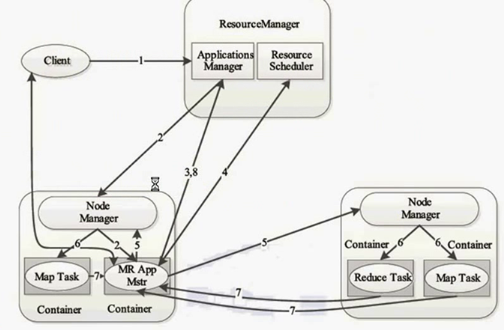 ResourceManager
Client
1
Applications
Manager
Resource
Scheduler
2
3,8
4
Node
Manager
6
2
5
Map Task
7
MR App
Mstr
Container
Container
5
Node
Manager
Container
6
6
Container
Reduce Task
Map Task
7
7